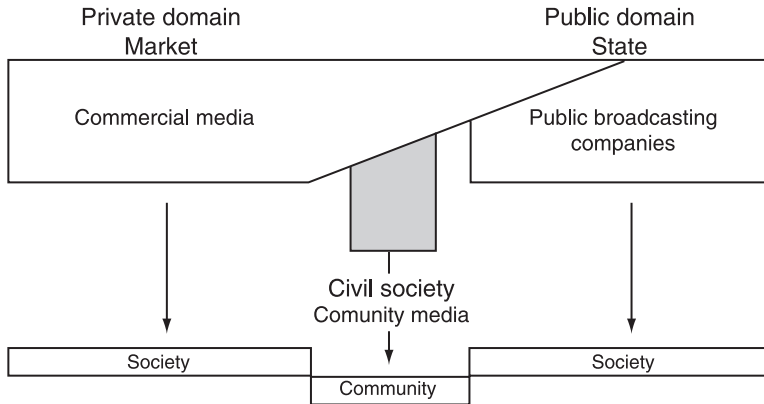 Private domain
Market
Public domain
State
Commercial media
Public broadcasting
companies
Civil society
Comunity media
Society
Community
Society